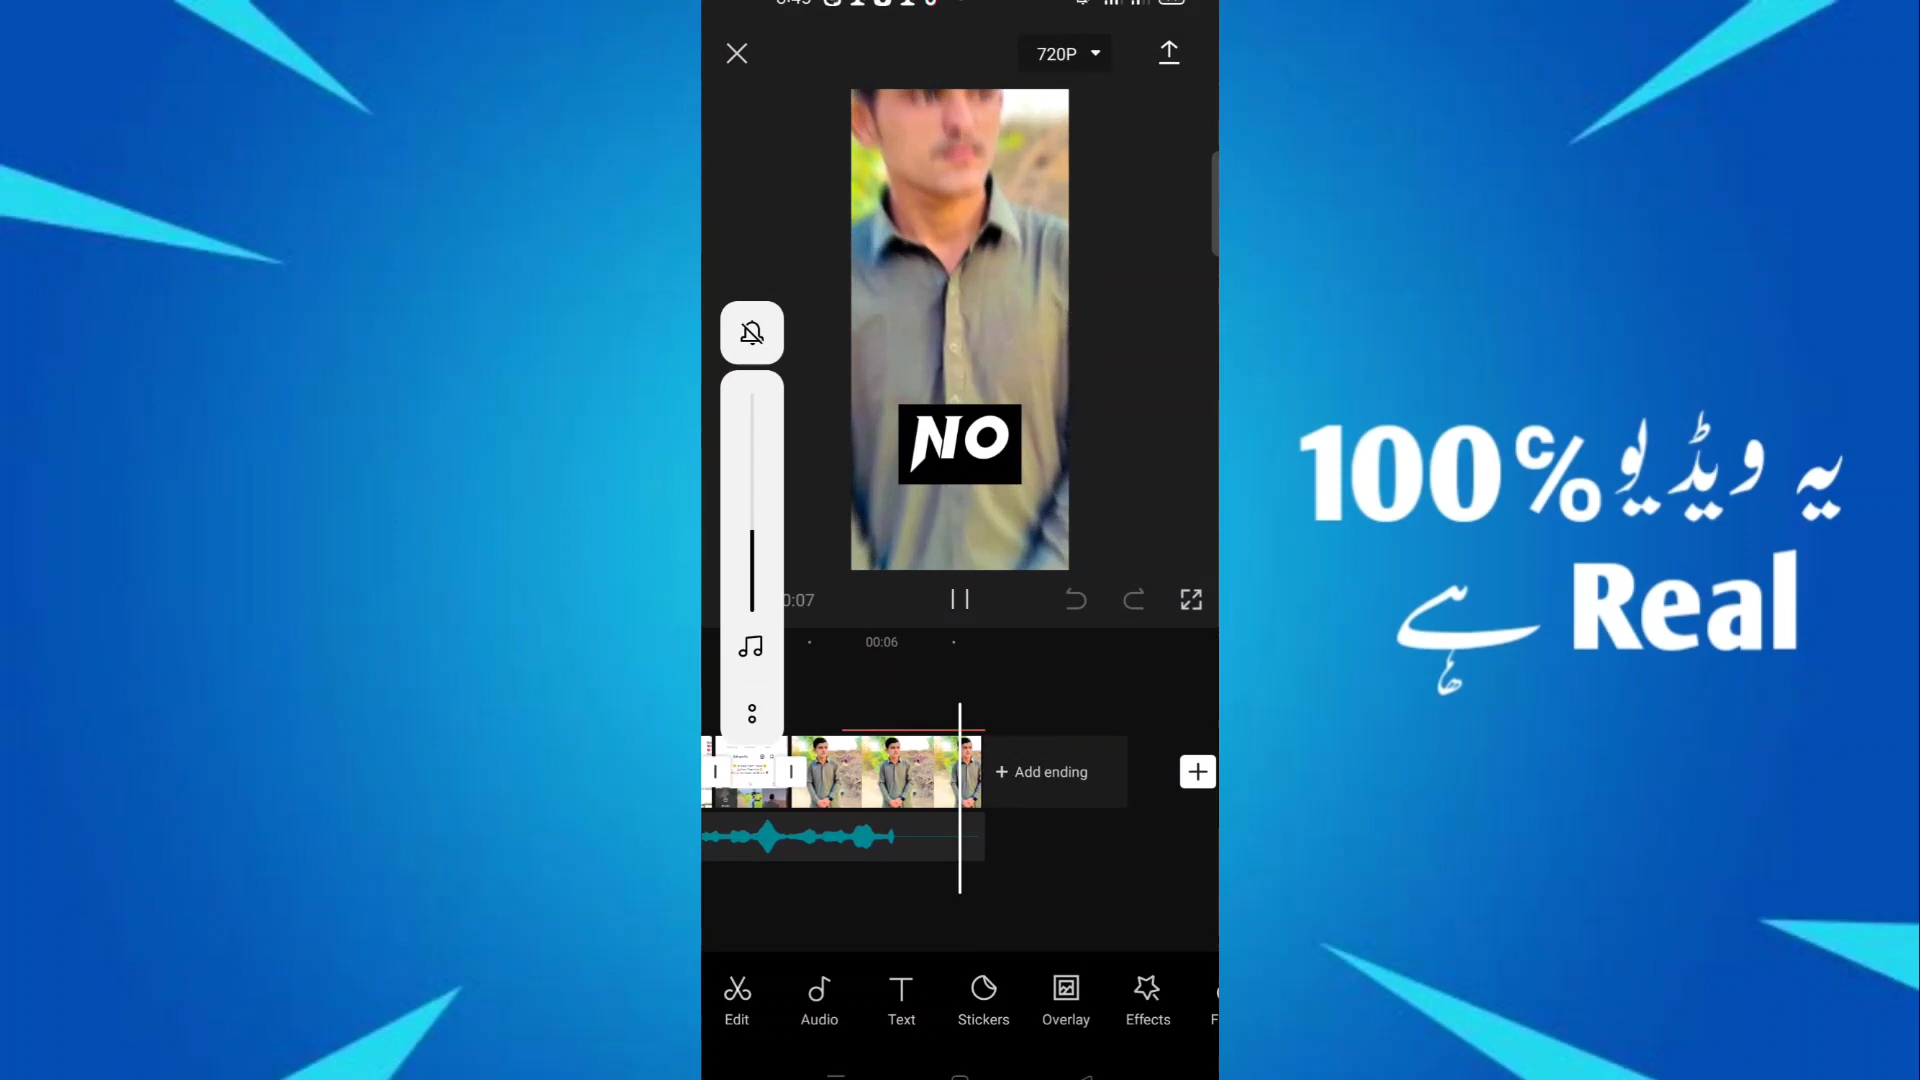 720P
NO
0:07
00:06
+ Add ending
Edit
Audio
Text
Stickers
Overlay
Effects
یہ ویڈیو 100%
Real ہے